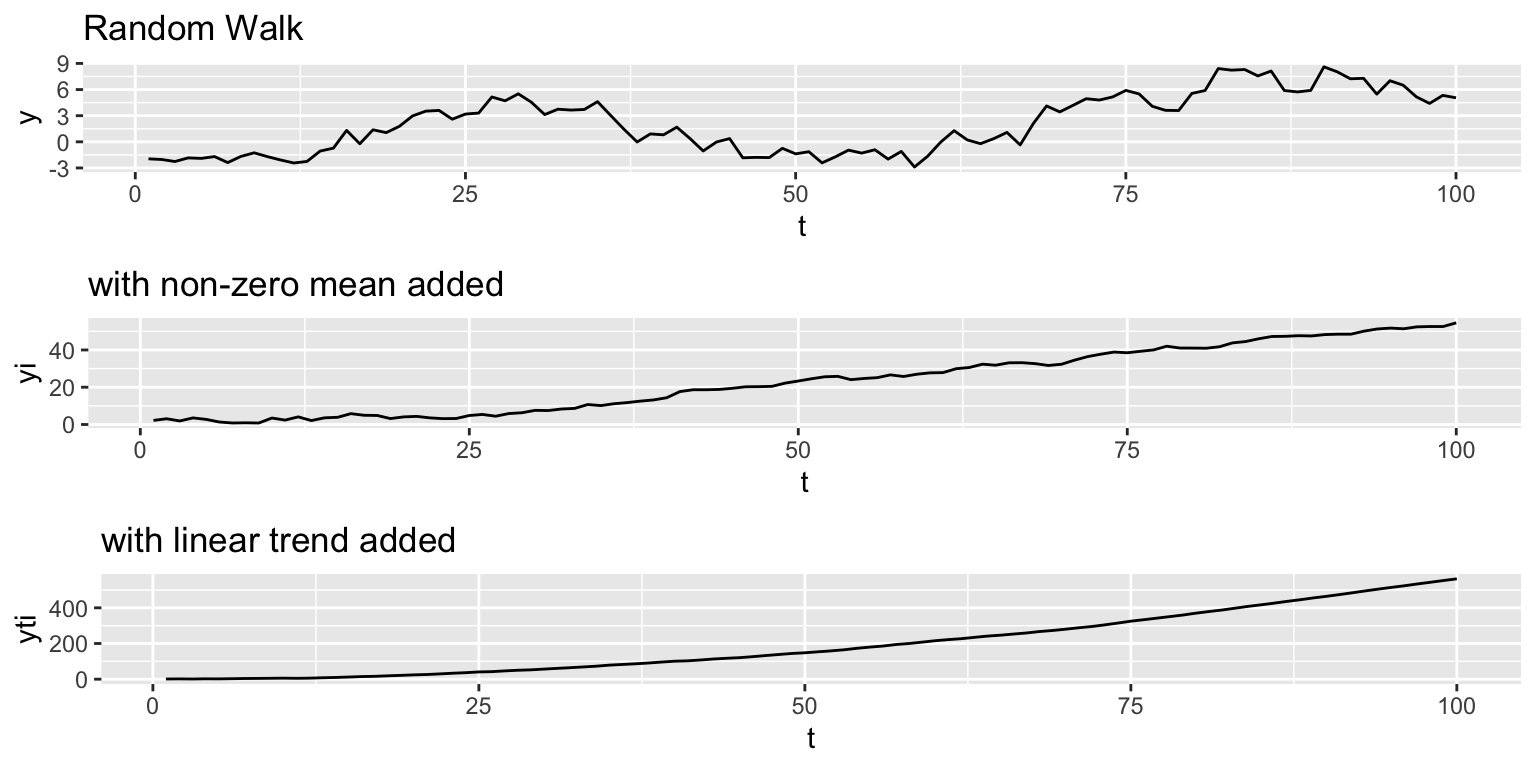 Random Walk
9
6
3
0
-3
y
0 25 50 75 100
t
with non-zero mean added
40
20
0
yi
0 25 50 75 100
t
with linear trend added
400
200
0
yti
0 25 50 75 100
t